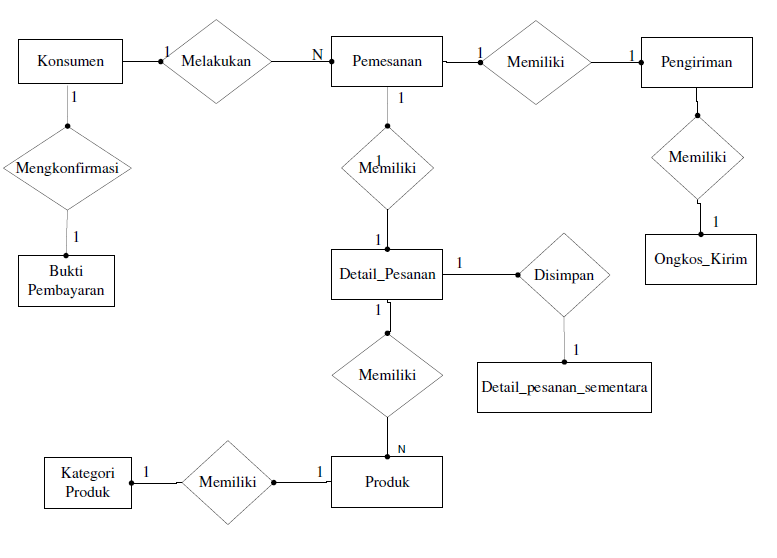 Konsumen
1
Melakukan
N
Pemesanan
1
Memiliki
1
Pengiriman
1
1
Mengkonfirmasi
1
Memiliki
Memiliki
1
1
1
Bukti
Pembayaran
Detail_Pesanan
1
Disimpan
Ongkos_Kirim
1
1
Memiliki
Detail_pesanan_sementara
N
Kategori
Produk
1
Memiliki
1
Produk